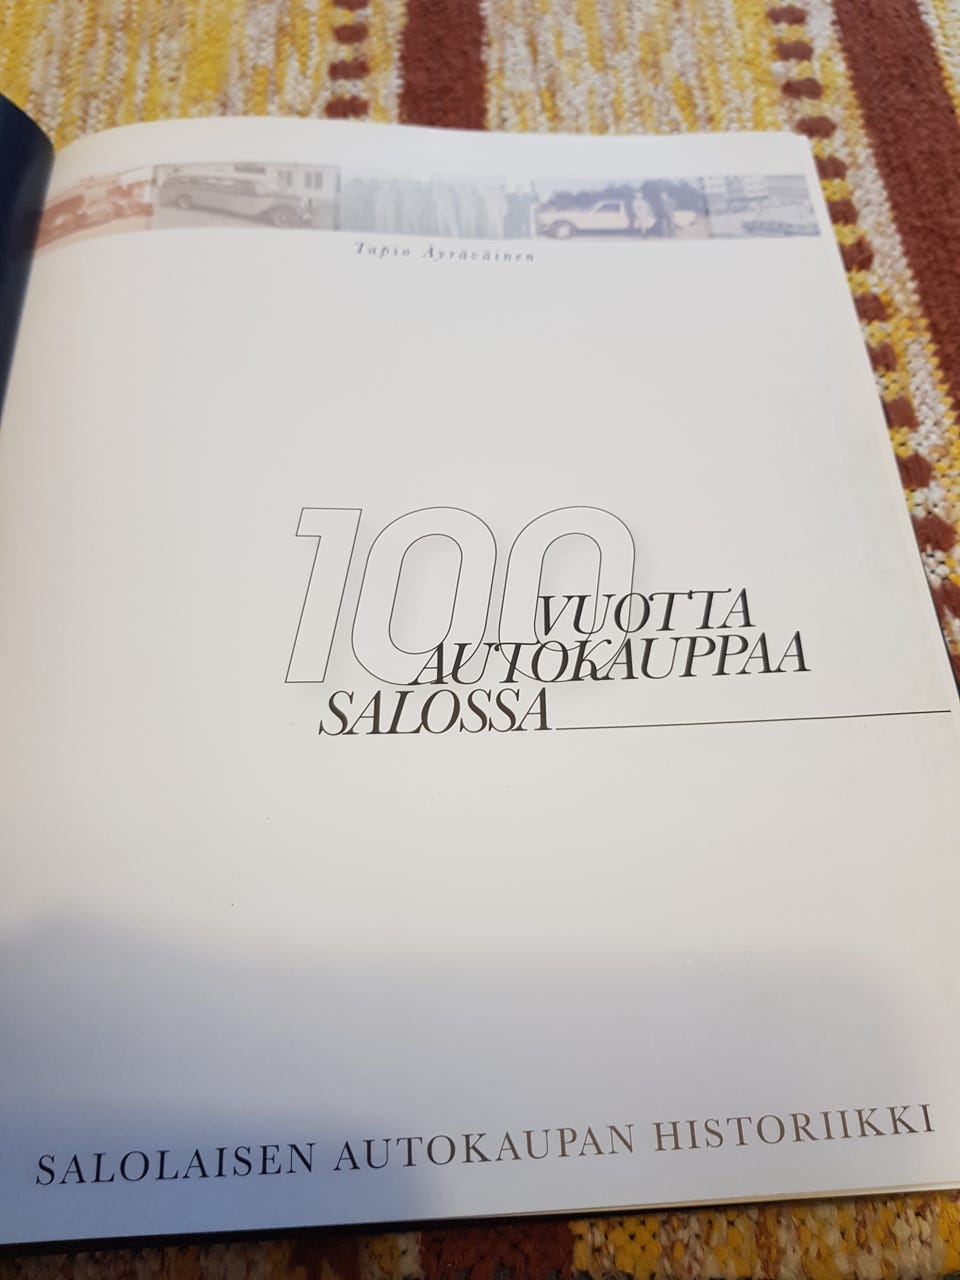 Tapio Äyräväinen
100
VUOTTA
AUTOKAUPPAA
SALOSSA
SALOLAISEN AUTOKAUPAN HISTORIIKKI